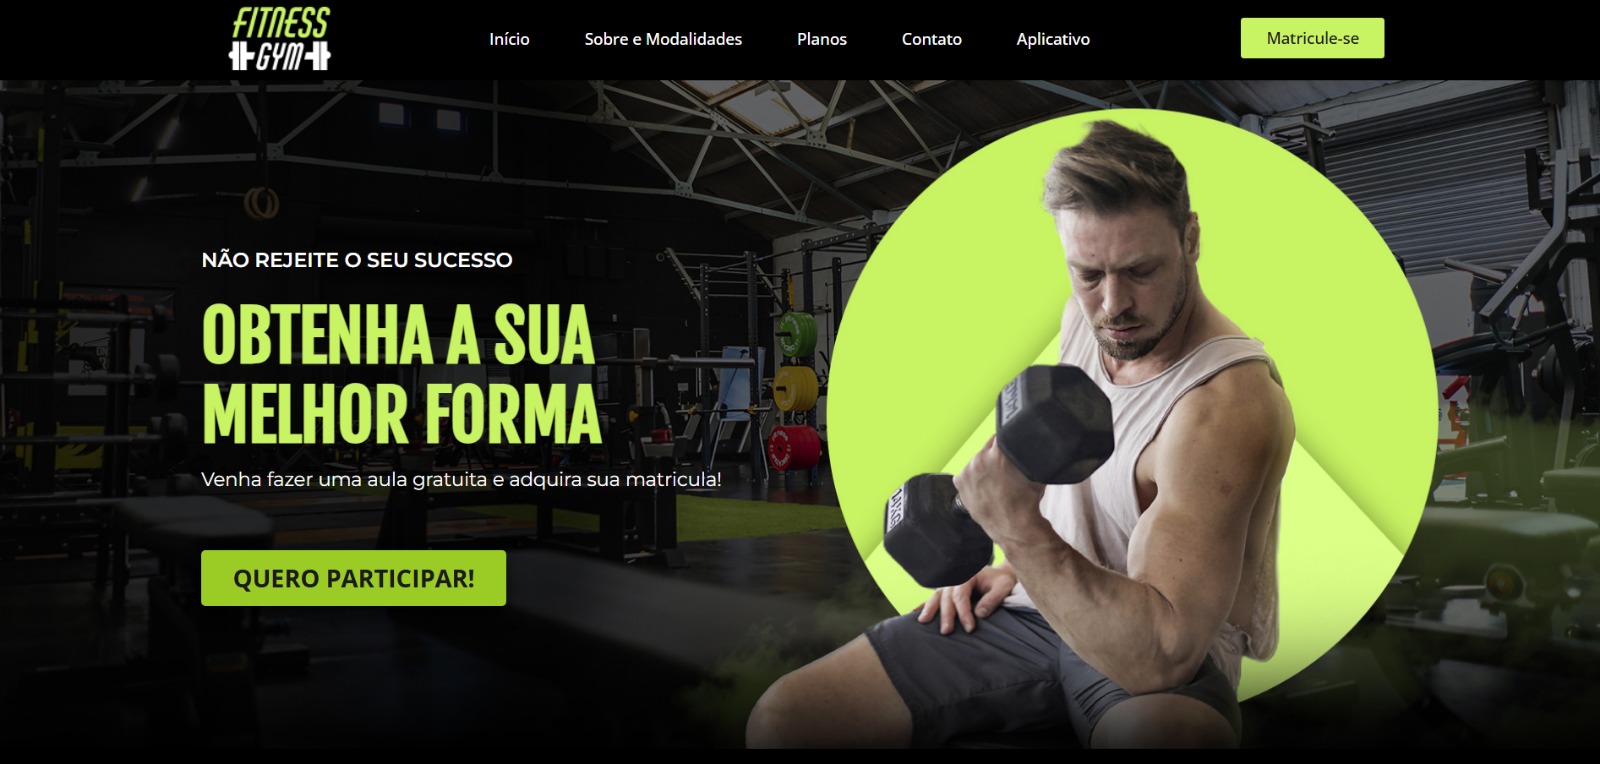 FITNESS
GYM
Início
Sobre e Modalidades
Planos
Contato
Aplicativo
Matricule-se
NÃO REJEITE O SEU SUCESSO
OBTENHA A SUA
MELHOR FORMA
Venha fazer uma aula gratuita e adquira sua matricula!
QUERO PARTICIPAR!